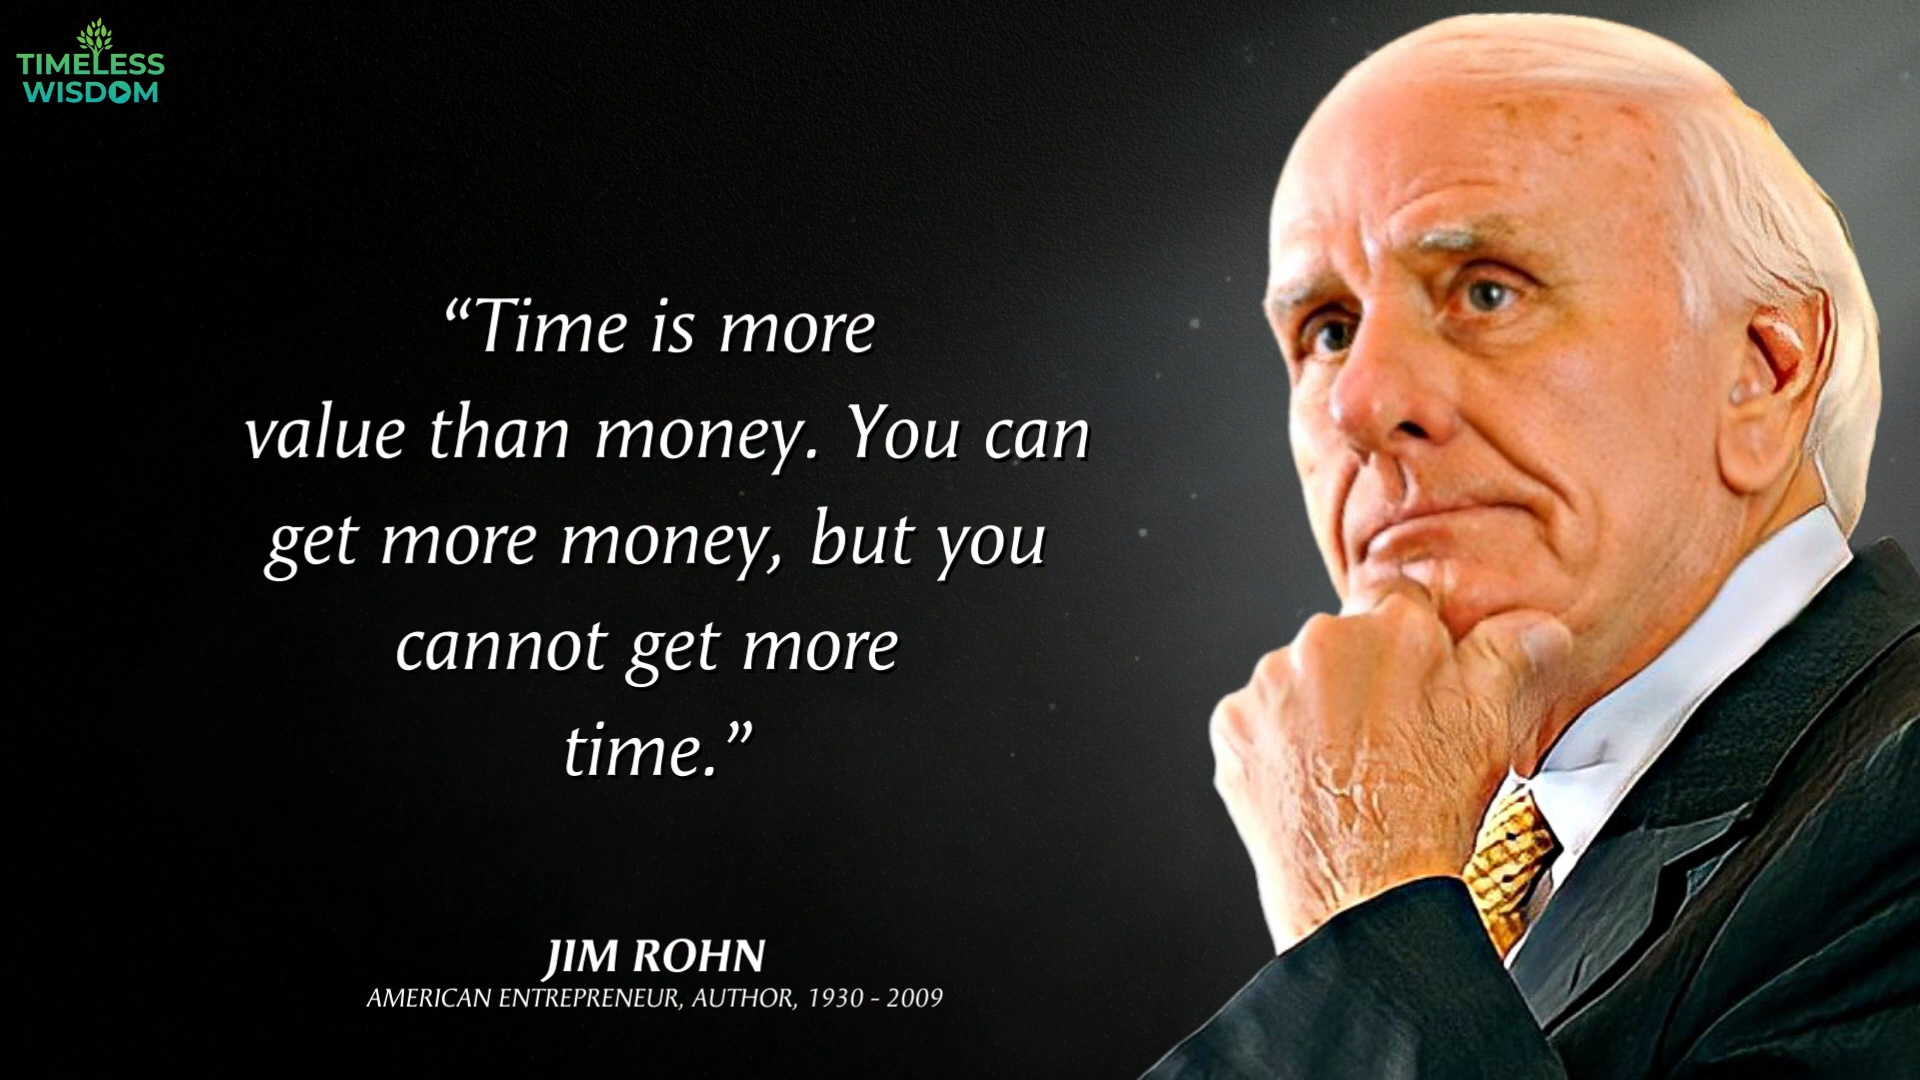 TIMELESS
WISDOM
“Time is more
value than money. You can
get more money, but you
cannot get more
time.”
JIM ROHN
AMERICAN ENTREPRENEUR, AUTHOR, 1930 - 2009